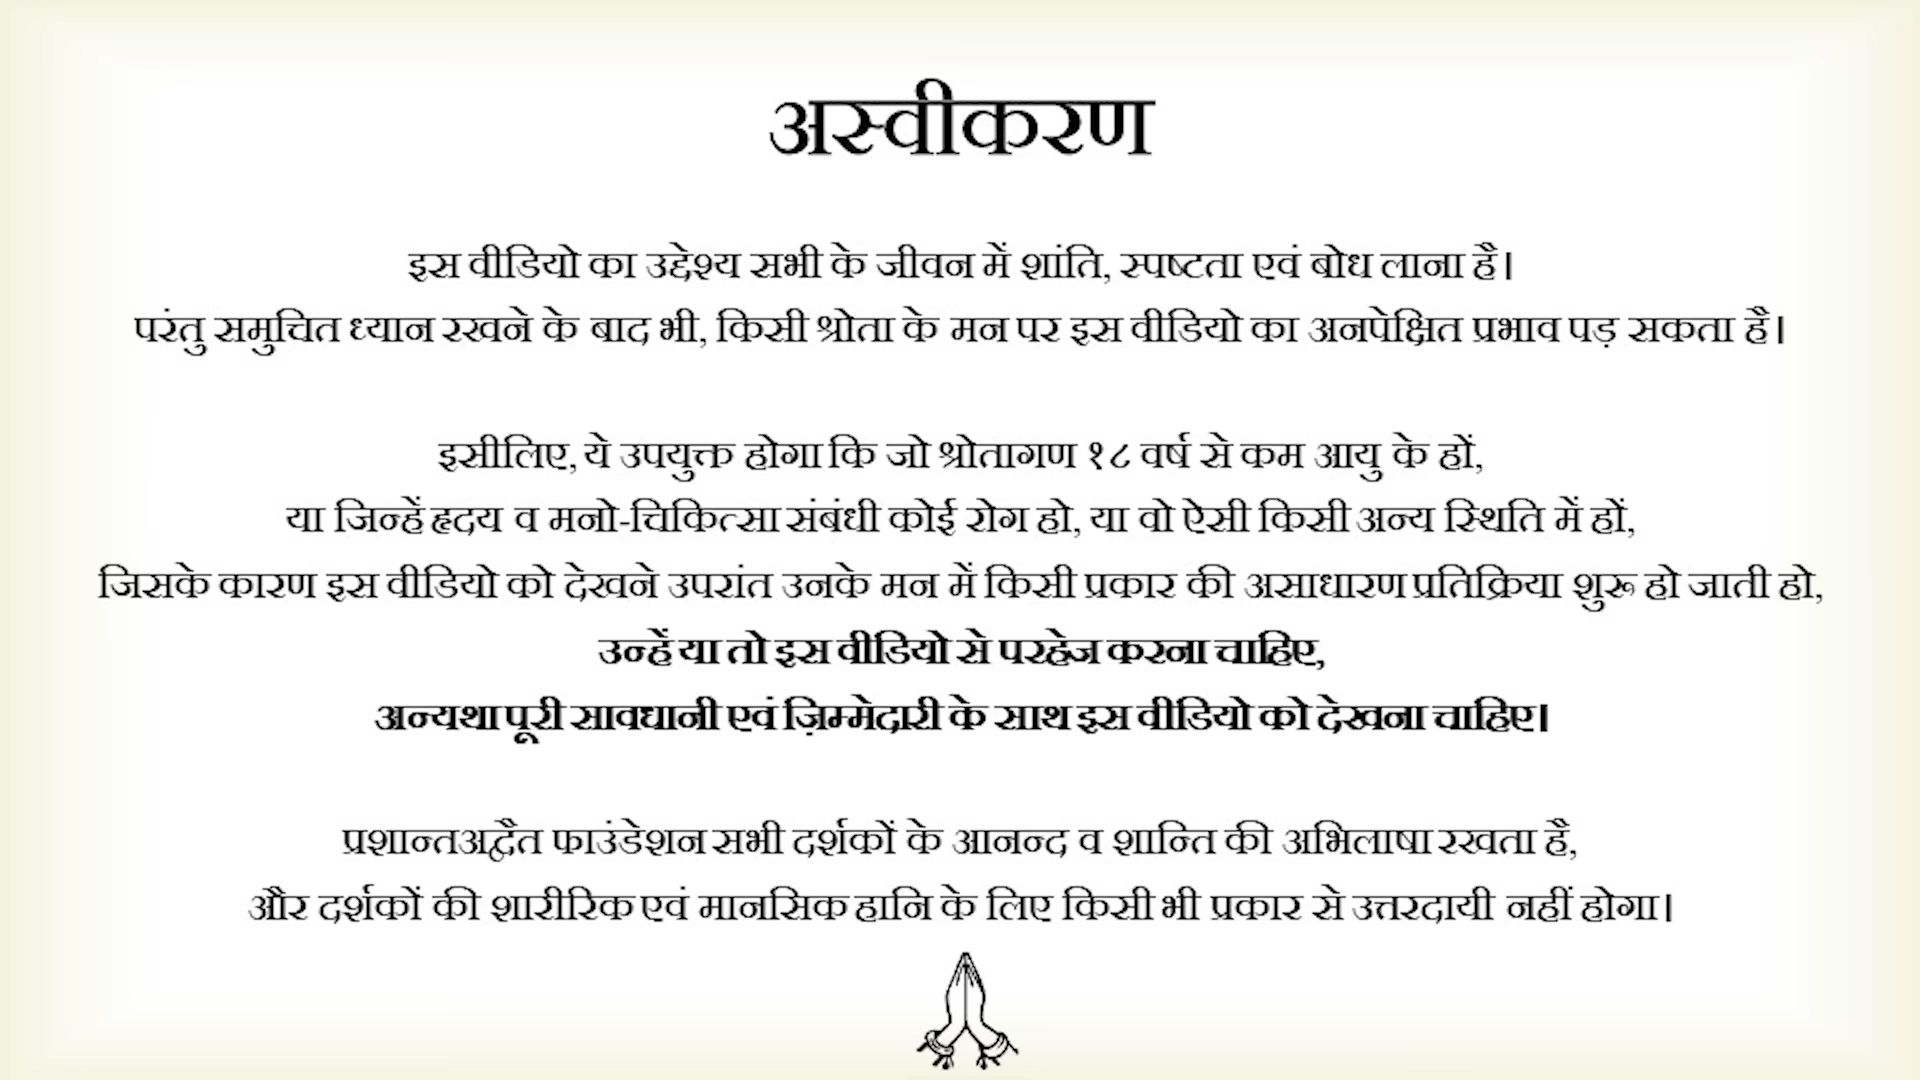 अस्वीकरण
इस वीडियो का उद्देश्य सभी के जीवन में शांति, स्पष्टता एवं बोध लाना है।
परंतु समुचित ध्यान रखने के बाद भी, किसी श्रोता के मन पर इस वीडियो का अनपेक्षित प्रभाव पड़ सकता है।
इसीलिए, ये उपयुक्त होगा कि जो श्रोतागण १८ वर्ष से कम आयु के हों,
या जिन्हें हृदय व मनो-चिकित्सा संबंधी कोई रोग हो, या वो ऐसी किसी अन्य स्थिति में हों,
जिसके कारण इस वीडियो को देखने उपरांत उनके मन में किसी प्रकार की असाधारण प्रतिक्रिया शुरू हो जाती हो,
उन्हें या तो इस वीडियो से परहेज करना चाहिए,
अन्यथा पूरी सावधानी एवं ज़िम्मेदारी के साथ इस वीडियो को देखना चाहिए।
प्रशान्तअद्वैत फाउंडेशन सभी दर्शकों के आनन्द व शान्ति की अभिलाषा रखता है,
और दर्शकों की शारीरिक एवं मानसिक हानि के लिए किसी भी प्रकार से उत्तरदायी नहीं होगा।